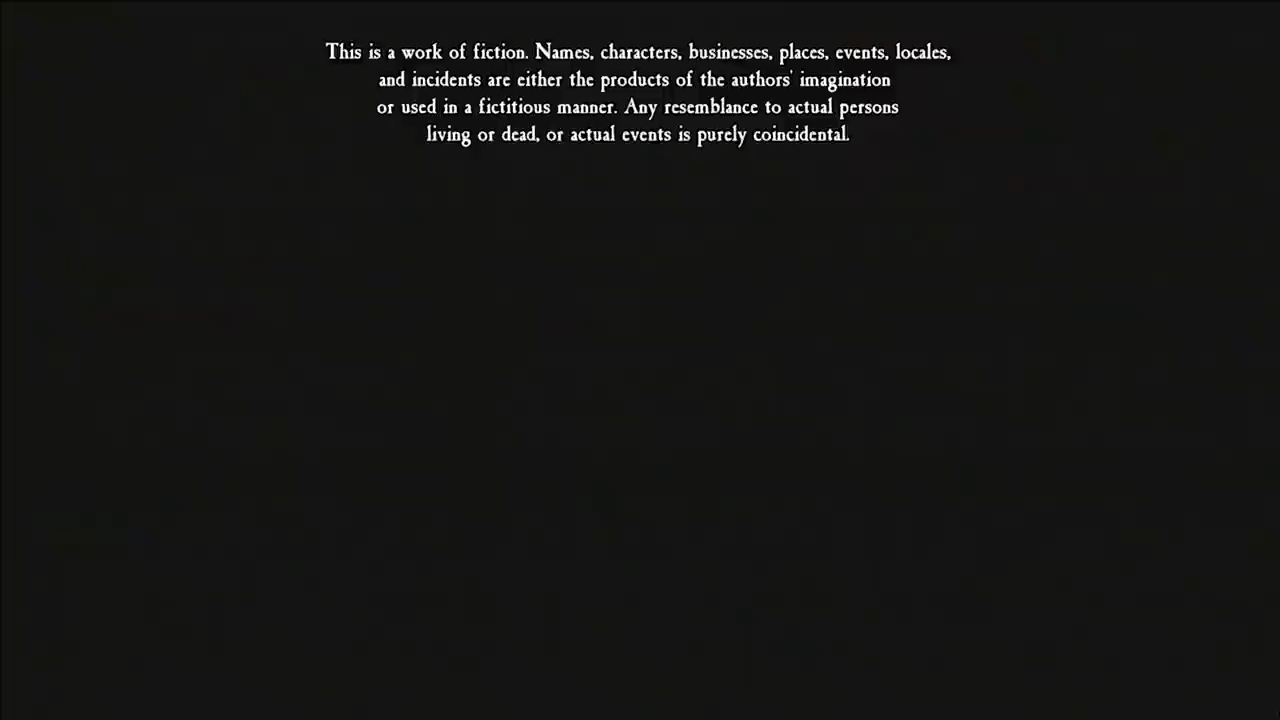 This is a work of fiction. Names, characters, businesses, places, events, locales,
and incidents are either the products of the authors' imagination
or used in a fictitious manner. Any resemblance to actual persons
living or dead, or actual events is purely coincidental.